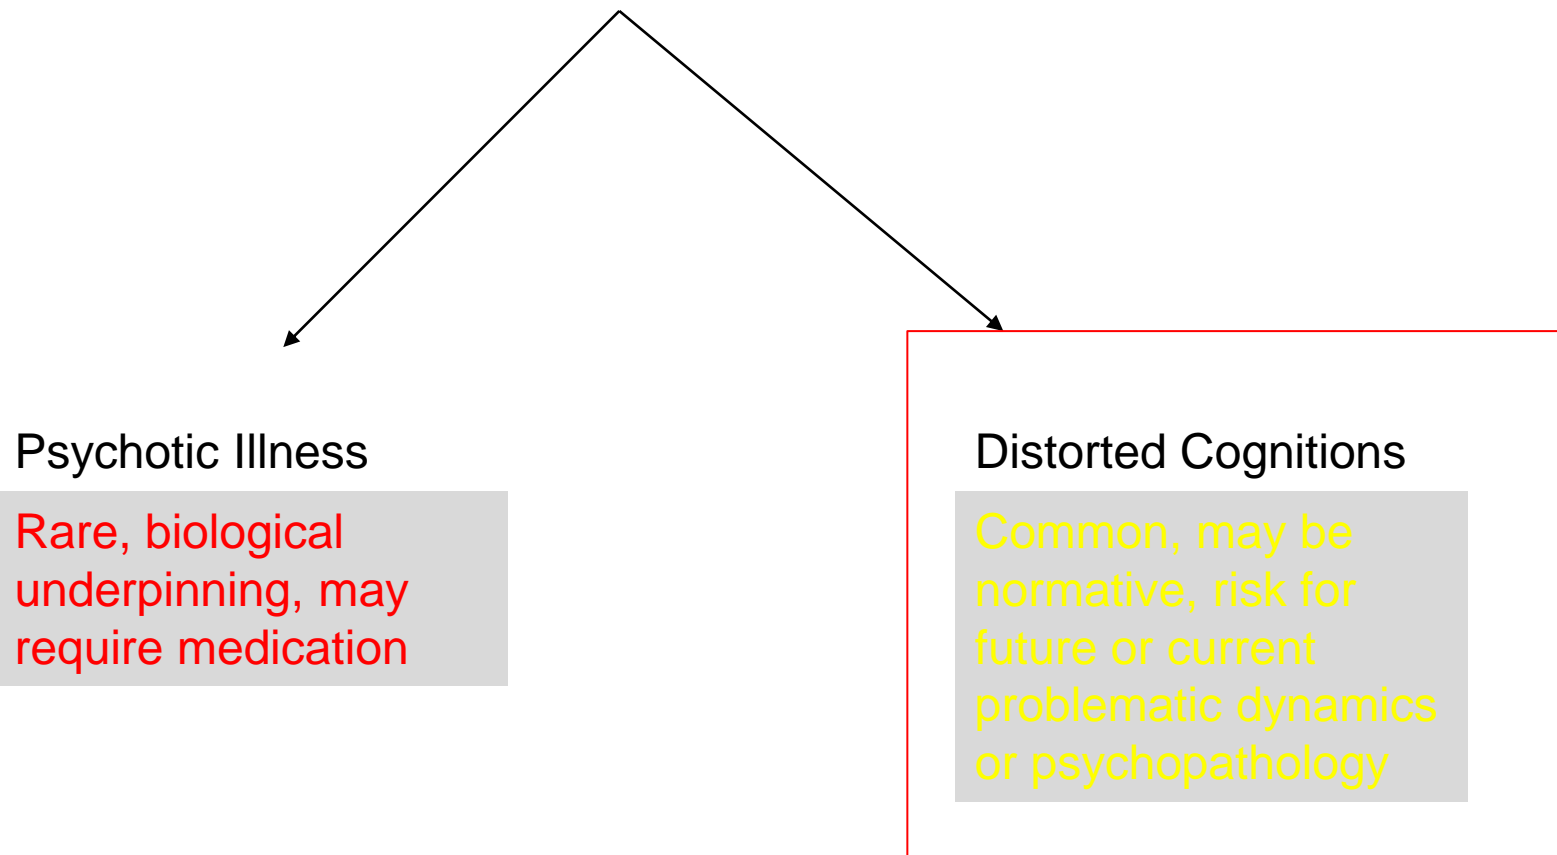 Psychotic Illness
Rare, biological
underpinning, may
require medication
Distorted Cognitions
Common, may be
normative, risk for
future or current
problematic dynamics
or psychopathology